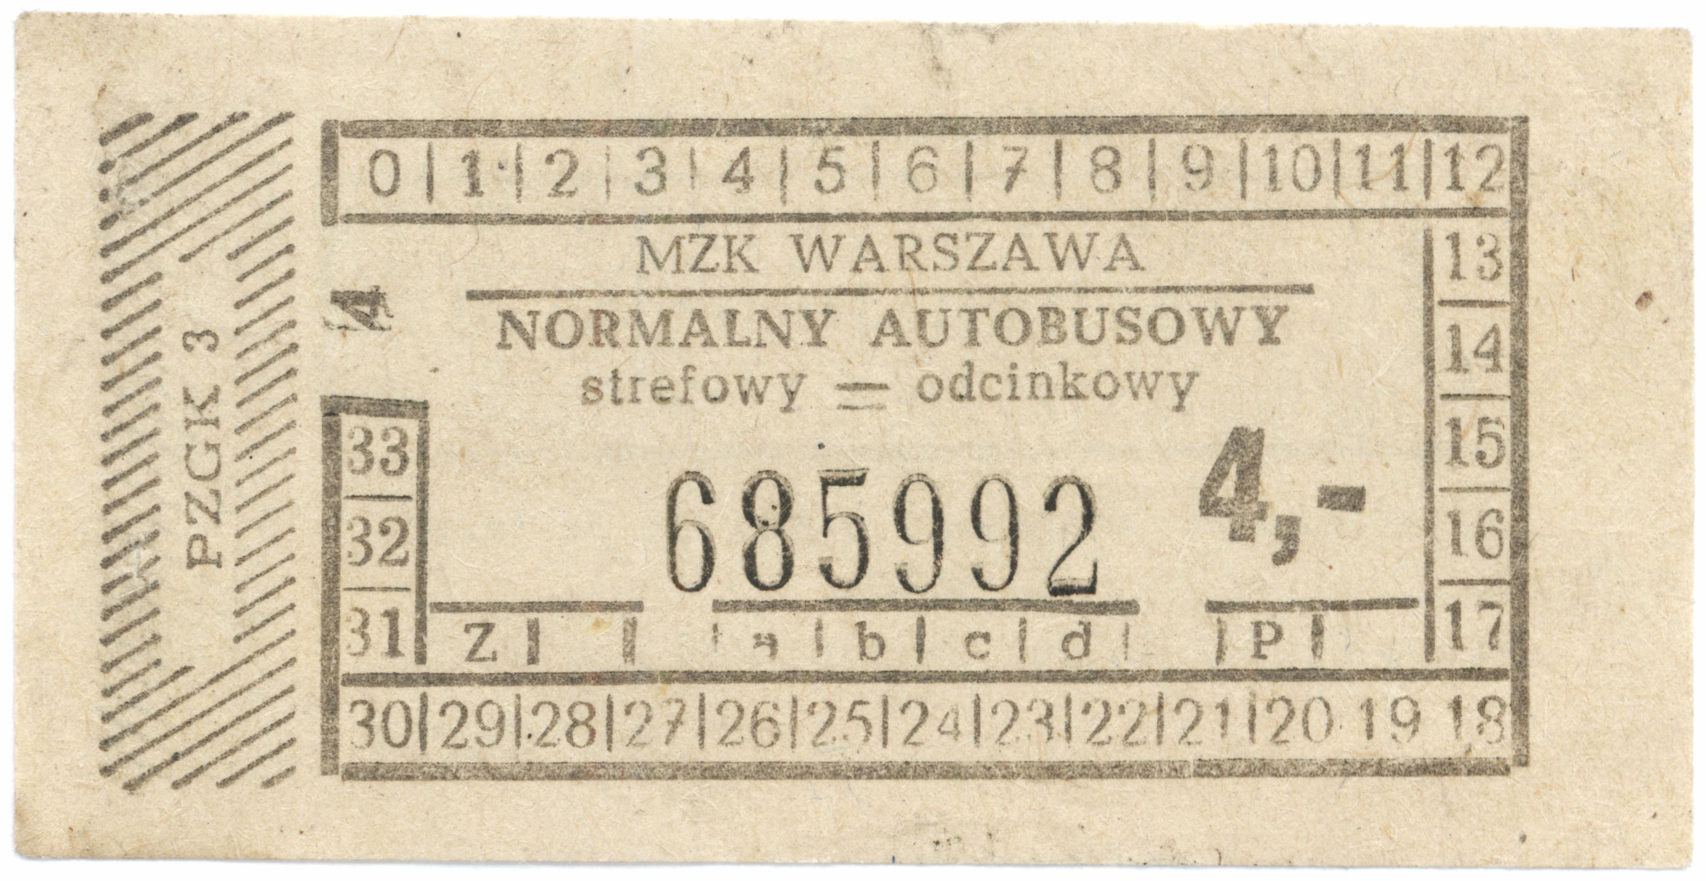 PZGK 3
4
0 | 1 | 2 | 3 | 4 | 5 | 6 | 7 | 8 | 9 | 10 | 11 | 12
MZK WARSZAWA
NORMALNY AUTOBUSOWY
strefowy = odcinkowy
685992 4,-
13
14
15
16
17
33
32
31
Z | | | a | b | c | d | | P |
30 | 29 | 28 | 27 | 26 | 25 | 24 | 23 | 22 | 21 | 20 19 18